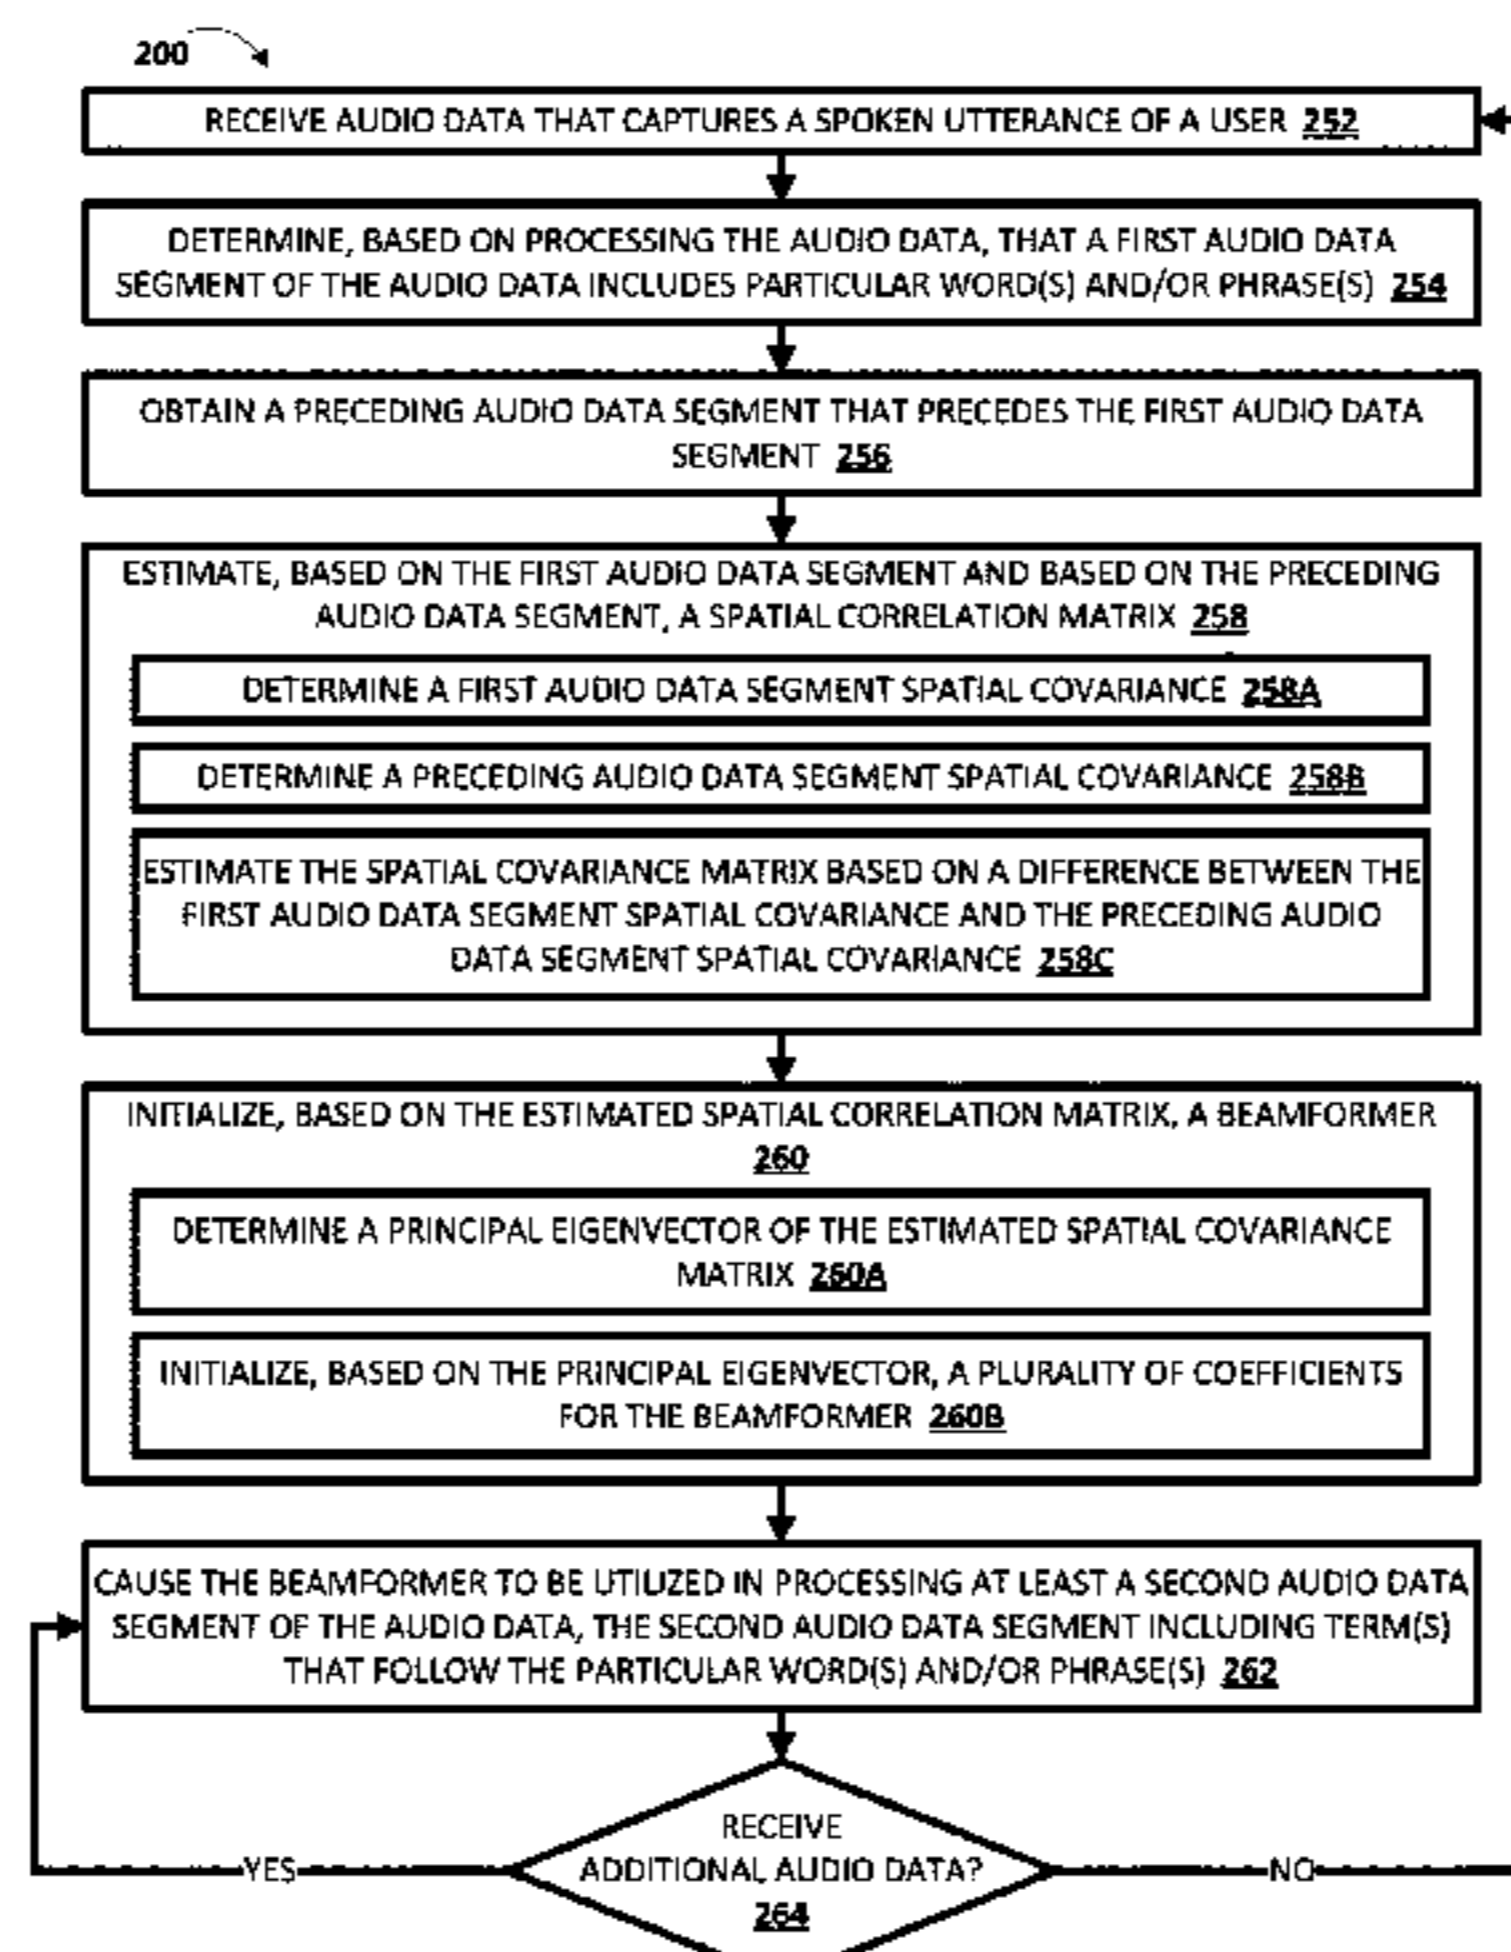 200
RECEIVE AUDIO DATA THAT CAPTURES A SPOKEN UTTERANCE OF A USER 252
DETERMINE, BASED ON PROCESSING THE AUDIO DATA, THAT A FIRST AUDIO DATA
SEGMENT OF THE AUDIO DATA INCLUDES PARTICULAR WORD(S) AND/OR PHRASE(S) 254
OBTAIN A PRECEDING AUDIO DATA SEGMENT THAT PRECEDES THE FIRST AUDIO DATA
SEGMENT 256
ESTIMATE, BASED ON THE FIRST AUDIO DATA SEGMENT AND BASED ON THE PRECEDING
AUDIO DATA SEGMENT, A SPATIAL CORRELATION MATRIX 258
DETERMINE A FIRST AUDIO DATA SEGMENT SPATIAL COVARIANCE 258A
DETERMINE A PRECEDING AUDIO DATA SEGMENT SPATIAL COVARIANCE 258B
ESTIMATE THE SPATIAL COVARIANCE MATRIX BASED ON A DIFFERENCE BETWEEN THE
FIRST AUDIO DATA SEGMENT SPATIAL COVARIANCE AND THE PRECEDING AUDIO
DATA SEGMENT SPATIAL COVARIANCE 258C
INITIALIZE, BASED ON THE ESTIMATED SPATIAL CORRELATION MATRIX, A BEAMFORMER
260
DETERMINE A PRINCIPAL EIGENVECTOR OF THE ESTIMATED SPATIAL COVARIANCE
MATRIX 260A
INITIALIZE, BASED ON THE PRINCIPAL EIGENVECTOR, A PLURALITY OF COEFFICIENTS
FOR THE BEAMFORMER 260B
CAUSE THE BEAMFORMER TO BE UTILIZED IN PROCESSING AT LEAST A SECOND AUDIO DATA
SEGMENT OF THE AUDIO DATA, THE SECOND AUDIO DATA SEGMENT INCLUDING TERM(S)
THAT FOLLOW THE PARTICULAR WORD(S) AND/OR PHRASE(S) 262
RECEIVE
YES ADDITIONAL AUDIO DATA? NO
264